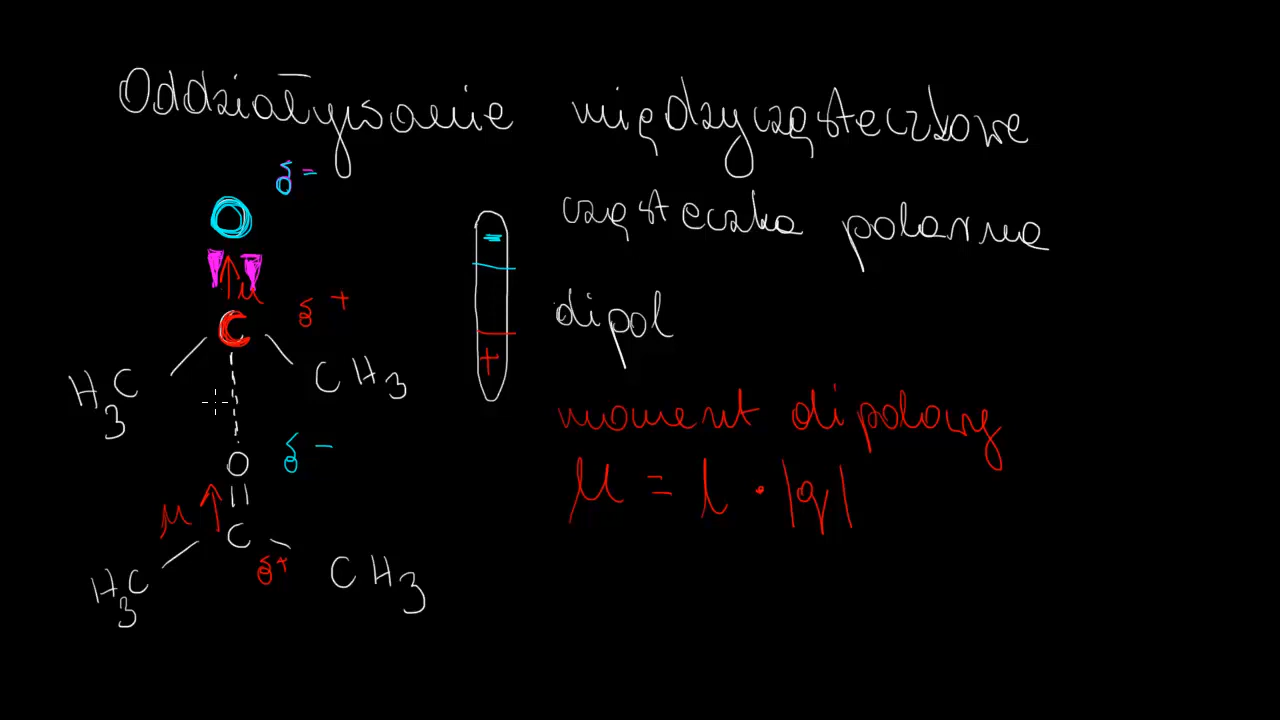 Oddziaływanie międzycząsteczkowe
δ-
O
cząsteczka polarna
-
μ
δ+
C
dipol
+
H3C
CH3
moment dipolowy
δ-
O
μ = l · |q|
μ
C
δ+
H3C
CH3